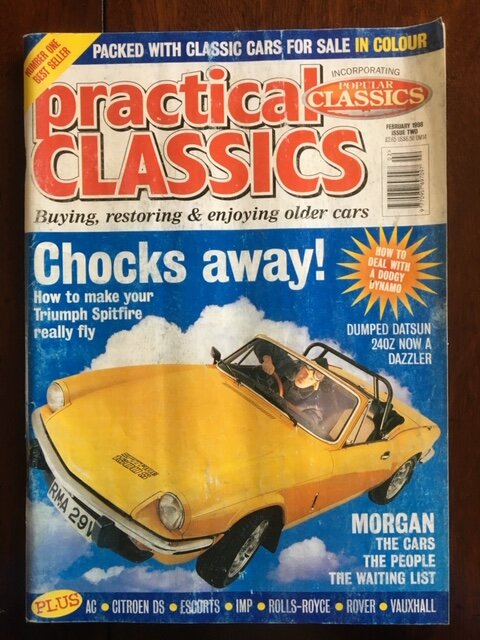 NUMBER ONE
BEST SELLER
PACKED WITH CLASSIC CARS FOR SALE IN COLOUR
practical
CLASSICS
INCORPORATING
POPULAR
CLASSICS
FEBRUARY 1998
ISSUE TWO
Buying, restoring & enjoying older cars
Chocks away!
How to make your
Triumph Spitfire
really fly
HOW TO
DEAL WITH
A DODGY
DYNAMO
DUMPED DATSUN
240Z NOW A
DAZZLER
RMA 29V
MORGAN
THE CARS
THE PEOPLE
THE WAITING LIST
PLUS AC • CITROEN DS • ESCORTS • IMP • ROLLS-ROYCE • ROVER • VAUXHALL